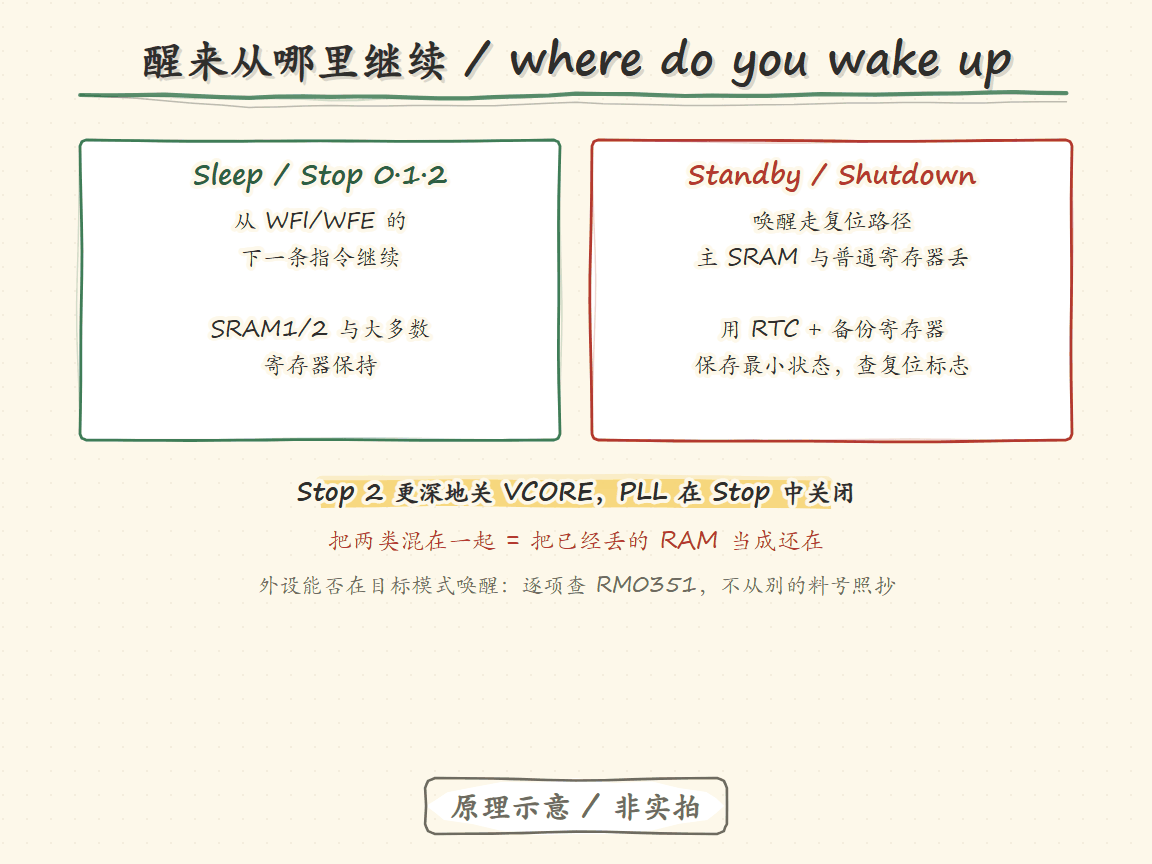 醒来从哪里继续 / where do you wake up
Sleep / Stop 0·1·2
从 WFI/WFE 的
下一条指令继续
SRAM1/2 与大多数
寄存器保持
Standby / Shutdown
唤醒走复位路径
主 SRAM 与普通寄存器丢
用 RTC + 备份寄存器
保存最小状态，查复位标志
Stop 2 更深地关 VCORE，PLL 在 Stop 中关闭
把两类混在一起 = 把已经丢的 RAM 当成还在
外设能否在目标模式唤醒：逐项查 RM0351，不从别的料号照抄
原理示意 / 非实拍